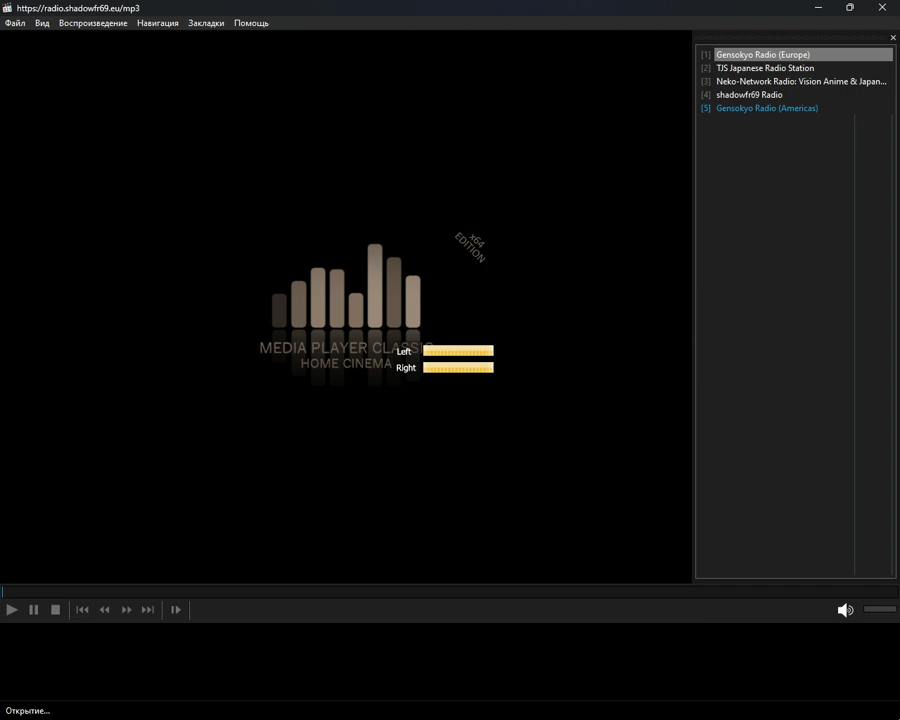 https://radio.shadowfr69.eu/mp3
Файл Вид Воспроизведение Навигация Закладки Помощь
[1] Gensokyo Radio (Europe)
[2] TJS Japanese Radio Station
[3] Neko-Network Radio: Vision Anime & Japan...
[4] shadowfr69 Radio
[5] Gensokyo Radio (Americas)
x64
EDITION
MEDIA PLAYER CLASSIC
HOME CINEMA
Left
Right
Открытие...